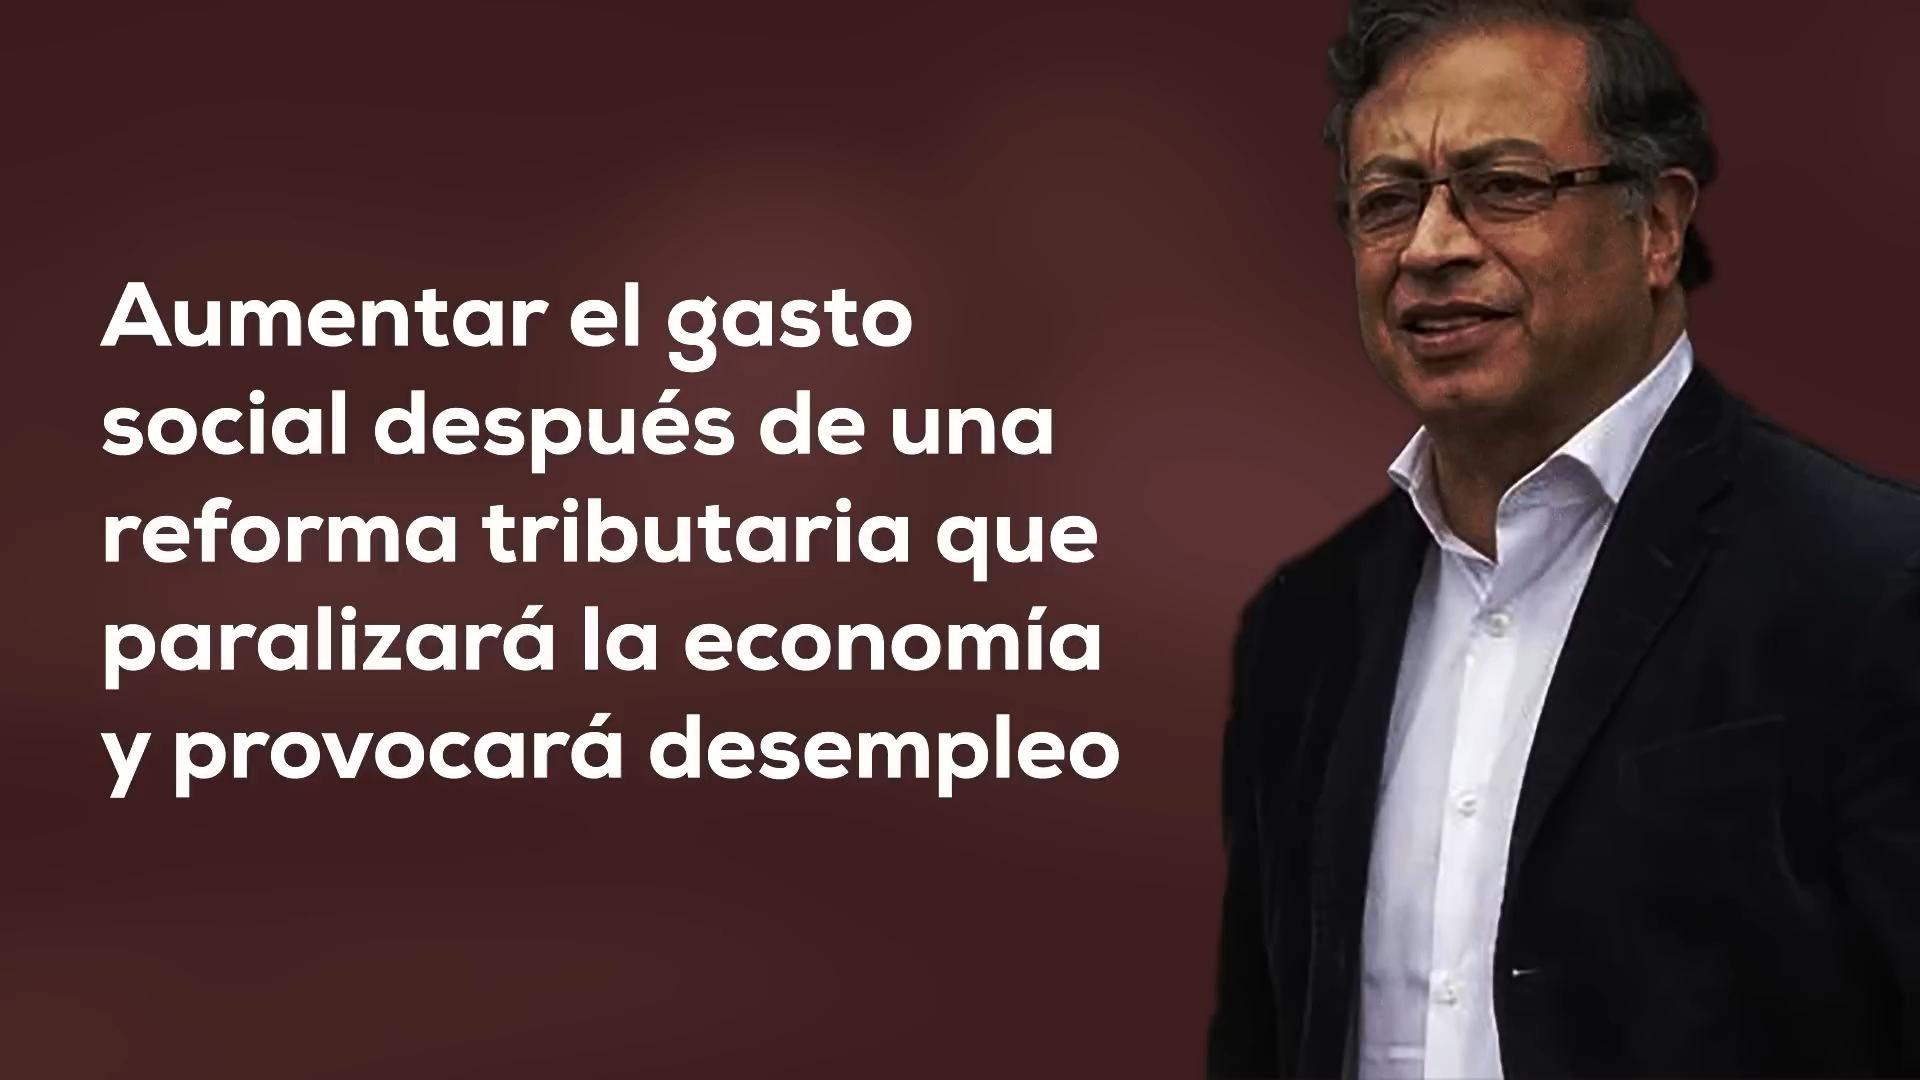 Aumentar el gasto
social después de una
reforma tributaria que
paralizará la economía
y provocará desempleo